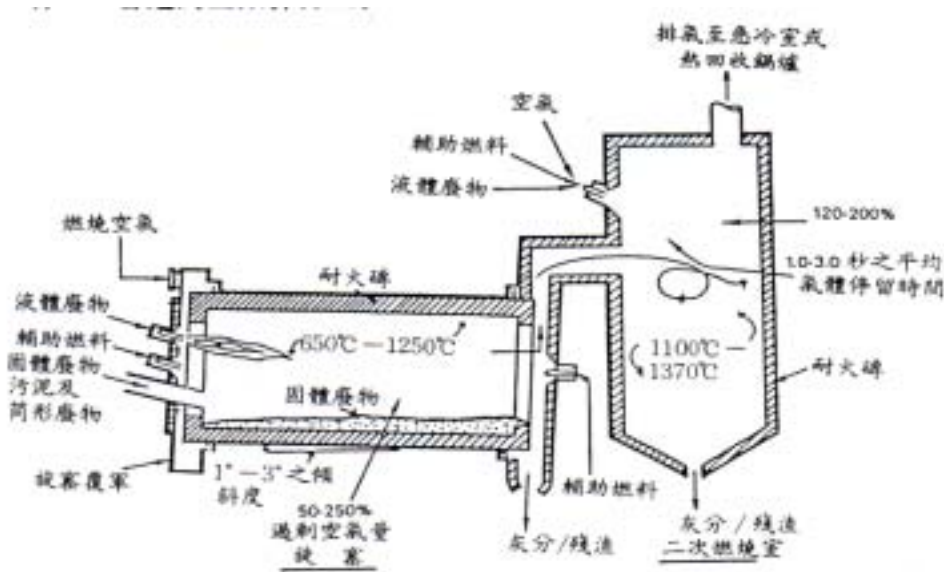 排氣至急冷室或
熱回收鍋爐
空氣
輔助燃料
液體廢物
120-200%
燃燒空氣
耐火磚
1.0-3.0 秒之平均
氣體停留時間
液體廢物
輔助燃料
固體廢物
污泥及
筒形廢物
650℃－1250℃
1100℃－
1370℃
耐火磚
固體廢物
旋窯覆罩
1°－3°之傾
斜度
輔助燃料
50-250%
過剩空氣量
旋窯
灰分/殘渣
灰分/殘渣
二次燃燒室